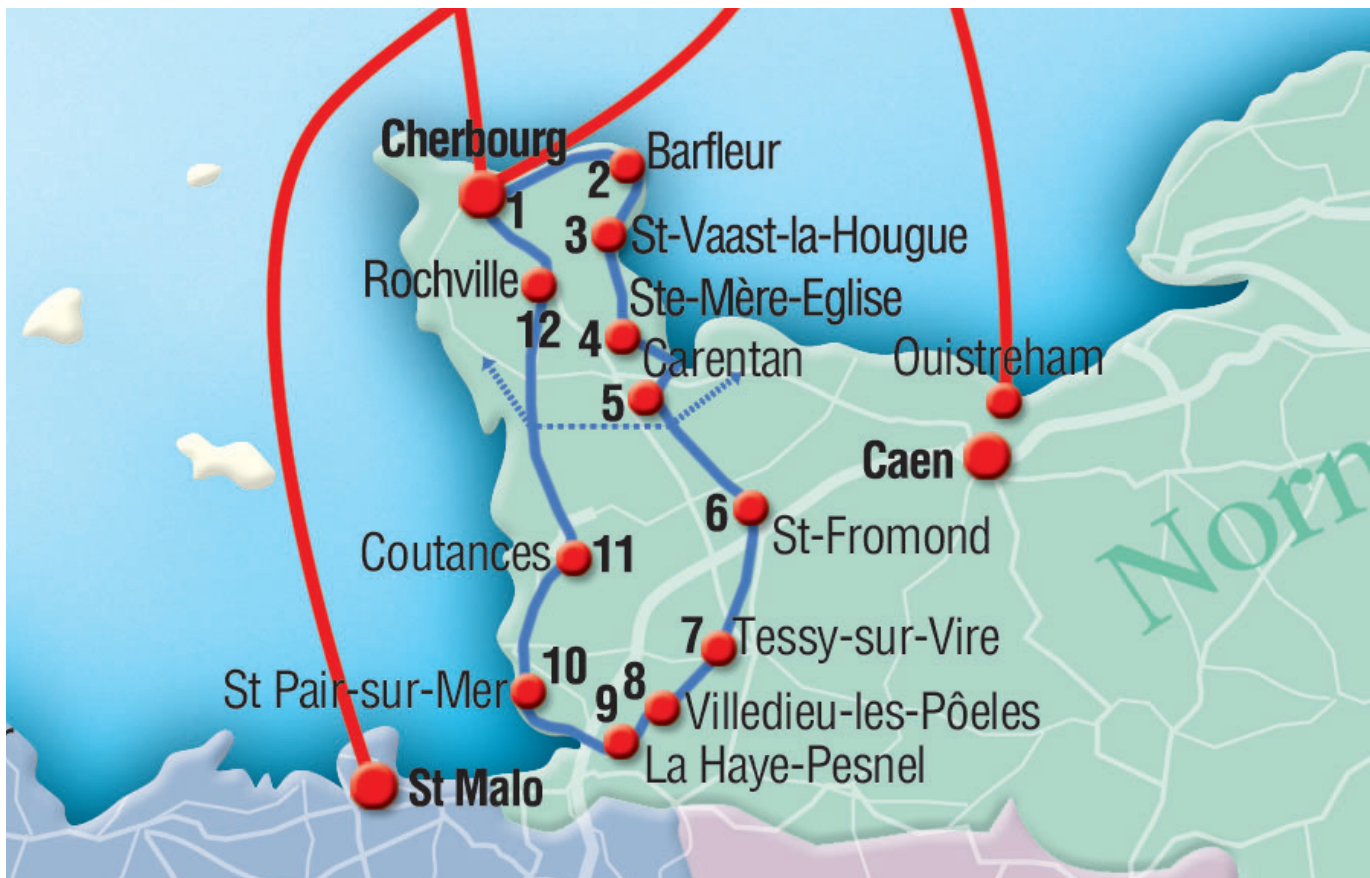 Cherbourg
1
2
Barfleur
3
St-Vaast-la-Hougue
Rochville
12
Ste-Mère-Eglise
4
Carentan
5
Ouistreham
Caen
6
St-Fromond
Coutances
11
7
Tessy-sur-Vire
St Pair-sur-Mer
10
9
8
Villedieu-les-Pôeles
La Haye-Pesnel
St Malo
Norn